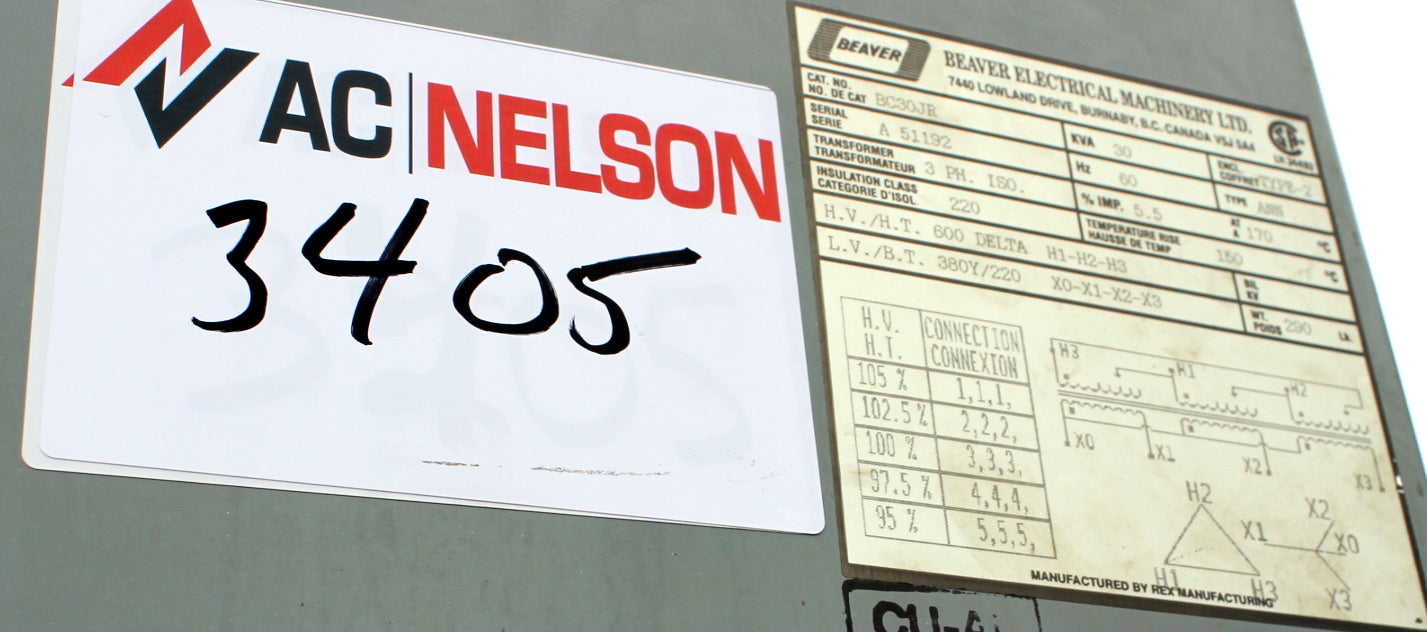 AC NELSON
3405
BEAVER
BEAVER ELECTRICAL MACHINERY LTD.
7440 LOWLAND DRIVE, BURNABY, B.C. CANADA V5J 5A4
CAT. NO.
NO. DE CAT BC30JR
SERIAL
SERIE A 51192
KVA 30
ENCL
COFFRET TYPE-2
TRANSFORMER
TRANSFORMATEUR 3 PH. ISO.
Hz 60
TYPE ANN
INSULATION CLASS
CATEGORIE D'ISOL 220
% IMP. 5.5
AT
A 170 °C
H.V./H.T. 600 DELTA H1-H2-H3
TEMPERATURE RISE
HAUSSE DE TEMP 150 °C
L.V./B.T. 380Y/220 X0-X1-X2-X3
BIL
KV
WT.
POIDS 290 Lb.
H.V. CONNECTION
H.T. CONNEXION
105 % 1,1,1,
102.5 % 2,2,2,
100 % 3,3,3,
97.5 % 4,4,4,
95 % 5,5,5,
H3 H1 H2
X0 X1 X2 X3
H2 X2
X1 X0
H1 H3 X3
MANUFACTURED BY REX MANUFACTURING